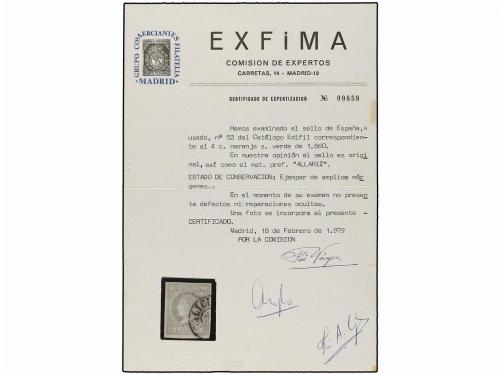 GRUPO COMERCIANTES FILATELIA
MADRID
EXFiMA
COMISION DE EXPERTOS
CARRETAS, 14 - MADRID-12
CERTIFICADO DE EXPERTIZACION № 09859
Hemos examinado el sello de España,
usado, nº 52 del Catálogo Edifil correspondien-
te al 4 c. naranja s. verde de 1.860.
En nuestra opinión el sello es origi-
nal, así como el mat. pref. "ALLARIZ".
ESTADO DE CONSERVACION: Ejempar de amplios már-
genes.
En el momento de su examen no presen-
ta defectos ni reparaciones ocultas.
Una foto se incorpora al presente -
CERTIFICADO.
Madrid, 18 de Febrero de 1.979
POR LA COMISION